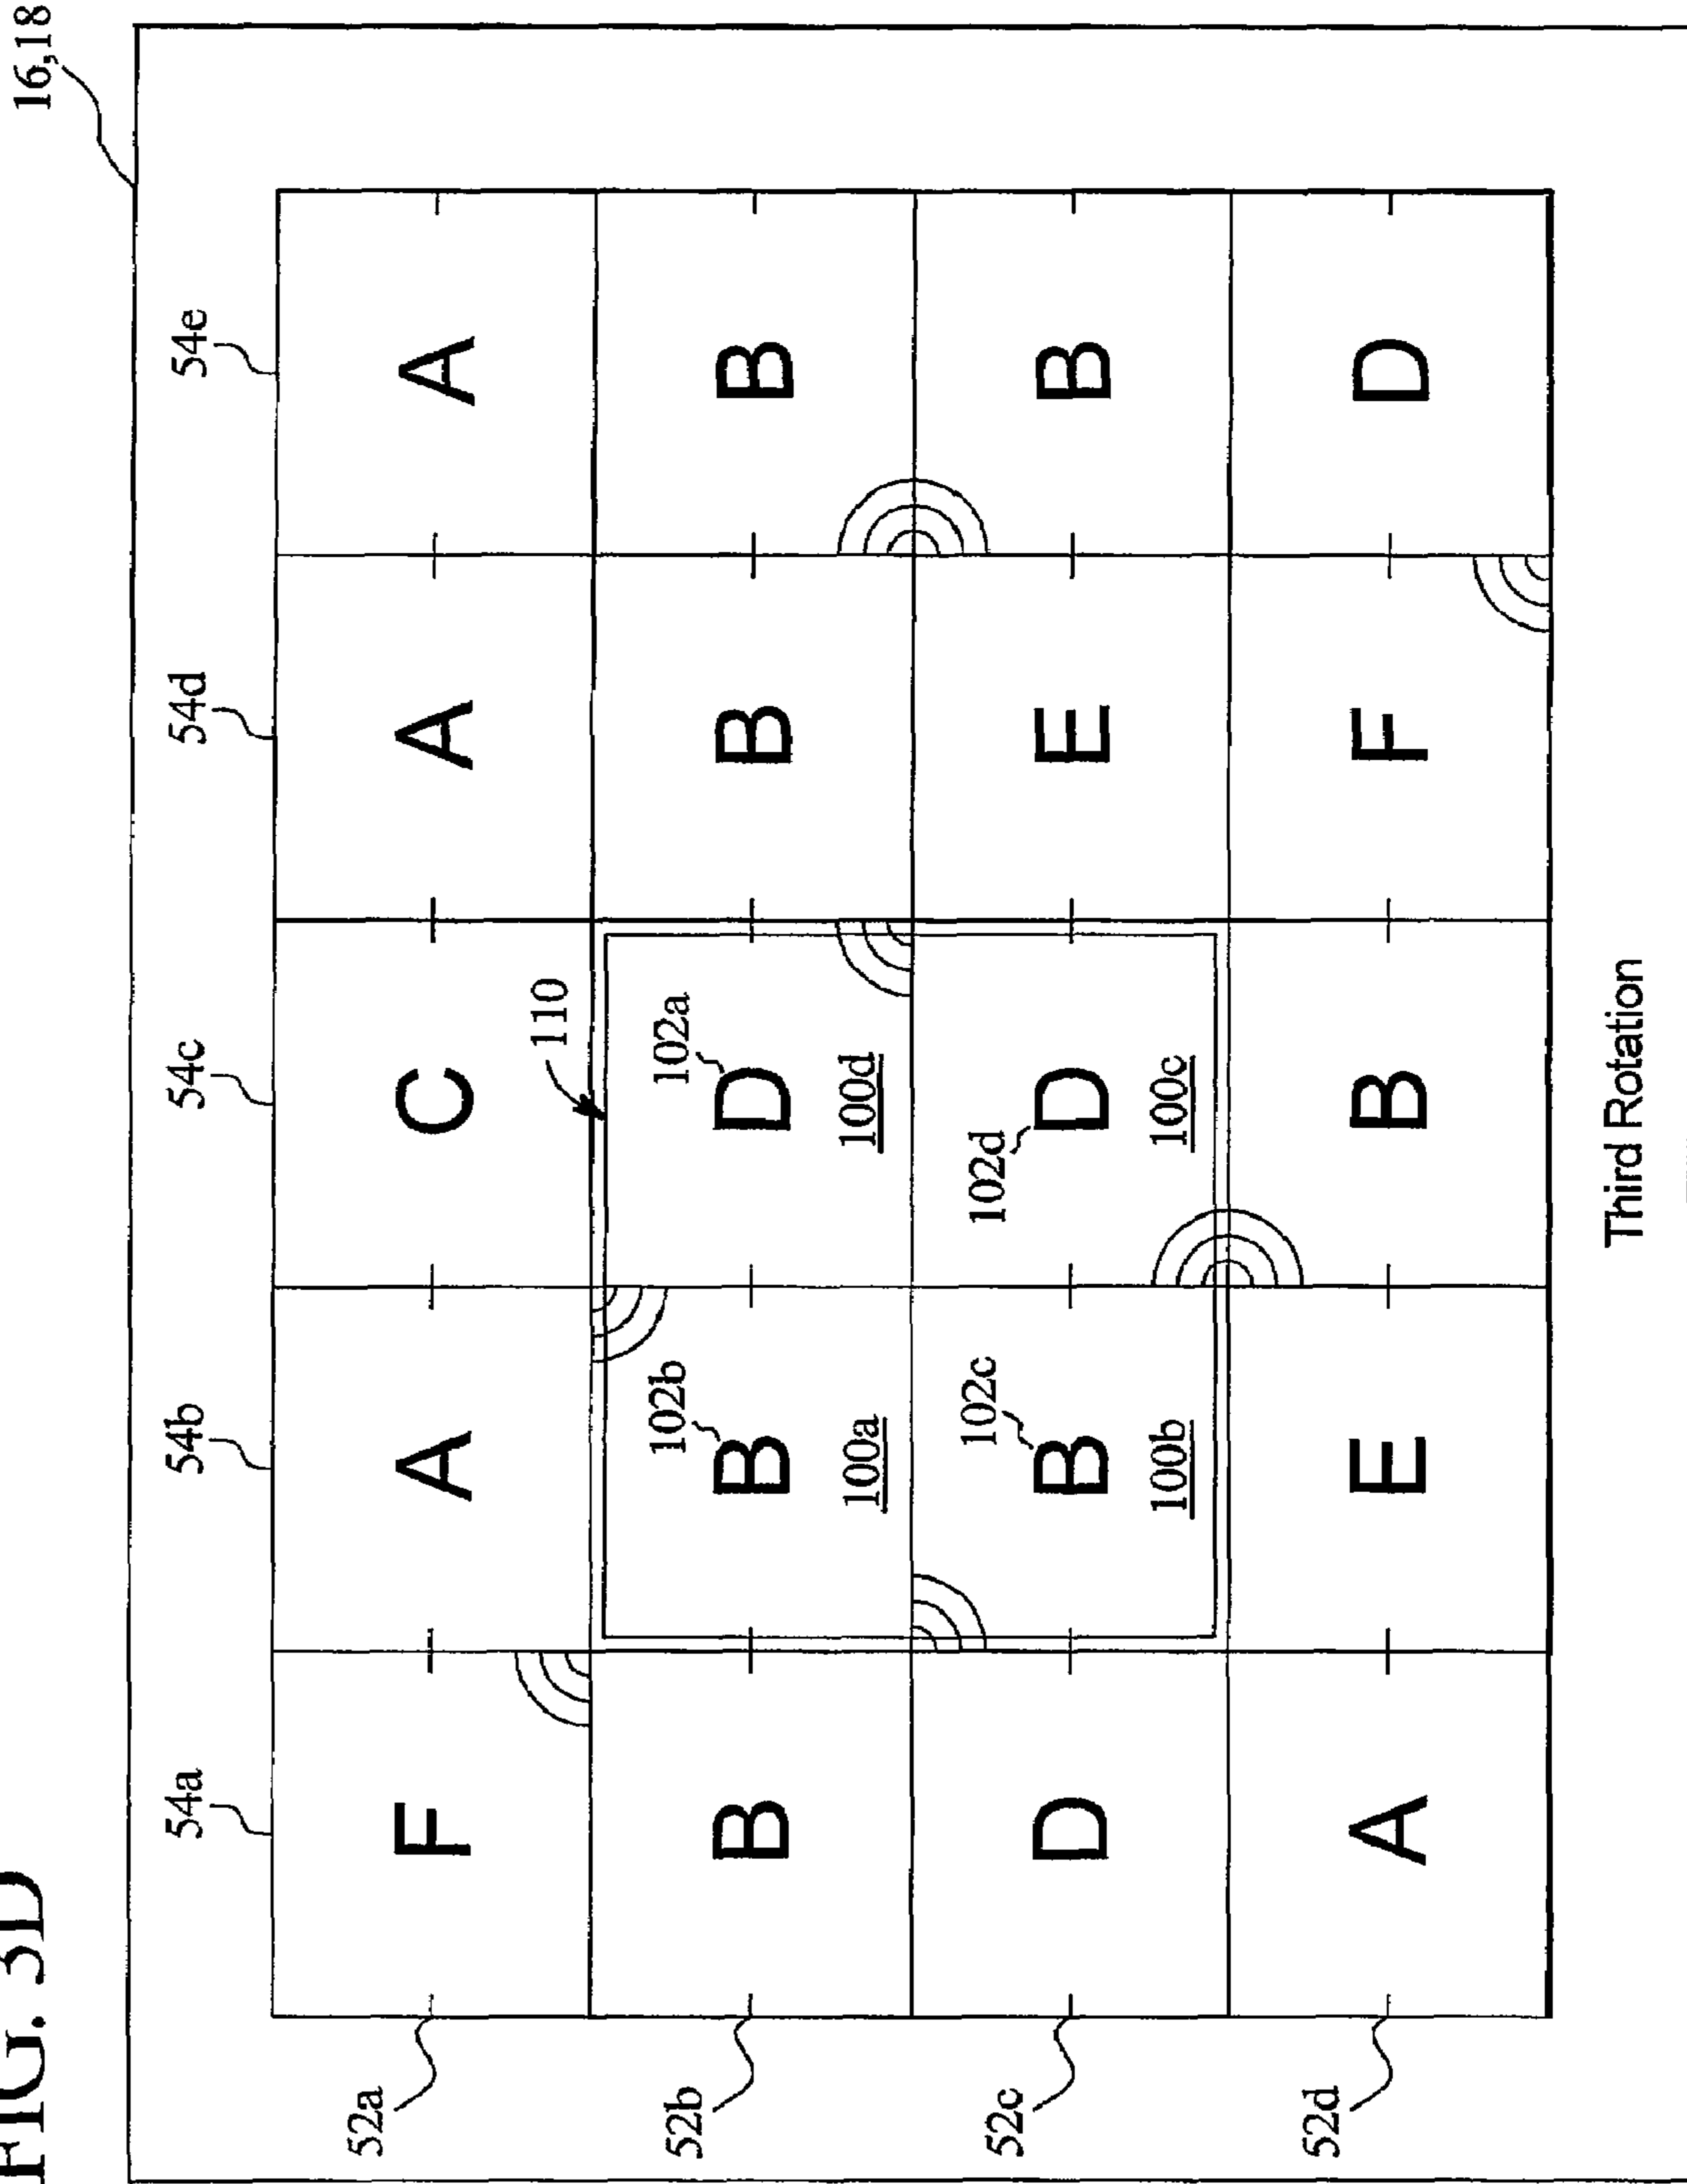 FIG. 3D
16,18
54a 54b 54c 54d 54e
52a F A C A A
110
102b 102a
52b B B D B B
100a 100d
102c 102d
52c D B D E B
100b 100c
52d A E B F D
Third Rotation